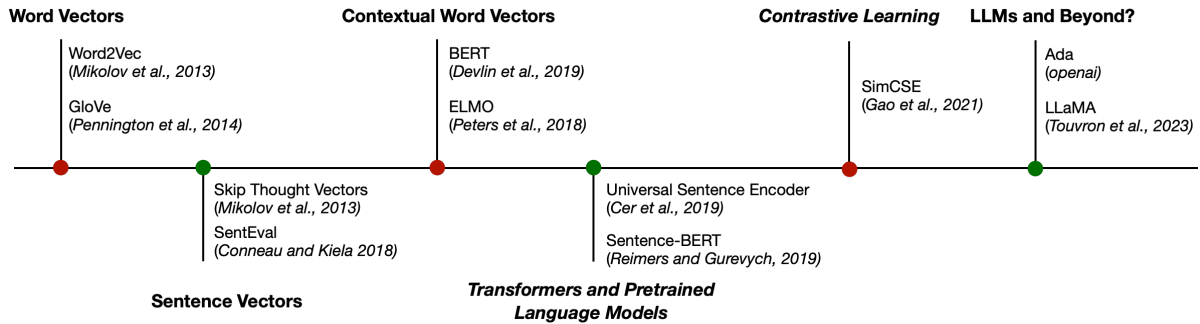 Word Vectors
Word2Vec
(Mikolov et al., 2013)
GloVe
(Pennington et al., 2014)
Skip Thought Vectors
(Mikolov et al., 2013)
SentEval
(Conneau and Kiela 2018)
Sentence Vectors
Contextual Word Vectors
BERT
(Devlin et al., 2019)
ELMO
(Peters et al., 2018)
Universal Sentence Encoder
(Cer et al., 2019)
Sentence-BERT
(Reimers and Gurevych, 2019)
Transformers and Pretrained
Language Models
Contrastive Learning
SimCSE
(Gao et al., 2021)
LLMs and Beyond?
Ada
(openai)
LLaMA
(Touvron et al., 2023)